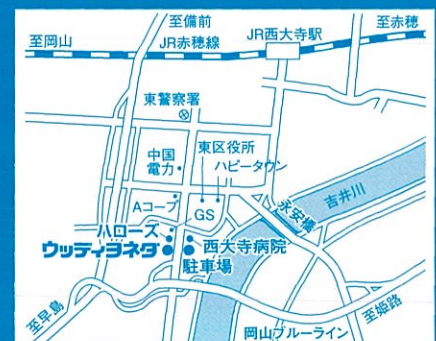 至備前
至赤穂
至岡山
JR赤穂線
JR西大寺駅
東警察署
東区役所
中国
電力
ハピータウン
Aコープ
GS
永安橋
吉井川
ハローズ
ウッディヨネダ
西大寺病院
駐車場
至早島
岡山ブルーライン
至姫路